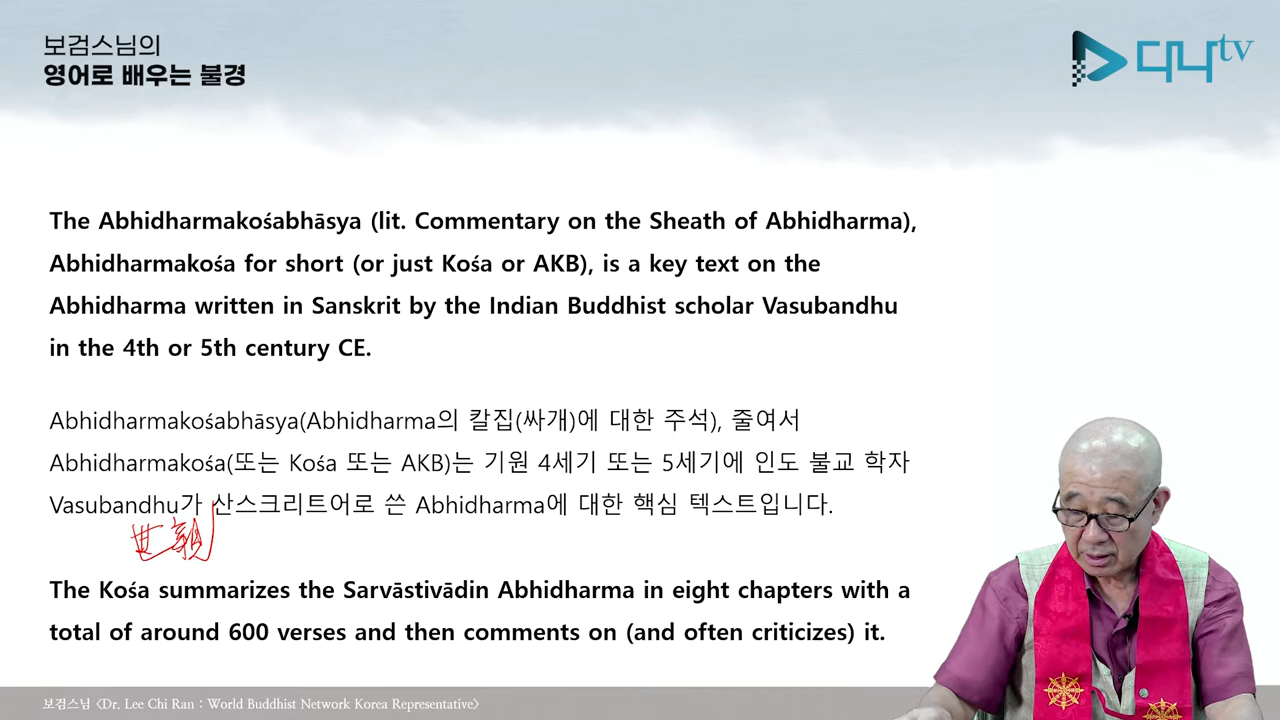 보검스님의
영어로 배우는 불경
다나tv
The Abhidharmakośabhāsya (lit. Commentary on the Sheath of Abhidharma),
Abhidharmakośa for short (or just Kośa or AKB), is a key text on the
Abhidharma written in Sanskrit by the Indian Buddhist scholar Vasubandhu
in the 4th or 5th century CE.
Abhidharmakośabhāsya(Abhidharma의 칼집(싸개)에 대한 주석), 줄여서
Abhidharmakośa(또는 Kośa 또는 AKB)는 기원 4세기 또는 5세기에 인도 불교 학자
Vasubandhu가 산스크리트어로 쓴 Abhidharma에 대한 핵심 텍스트입니다.
世親
The Kośa summarizes the Sarvāstivādin Abhidharma in eight chapters with a
total of around 600 verses and then comments on (and often criticizes) it.
보검스님 <Dr. Lee Chi Ran : World Buddhist Network Korea Representative>